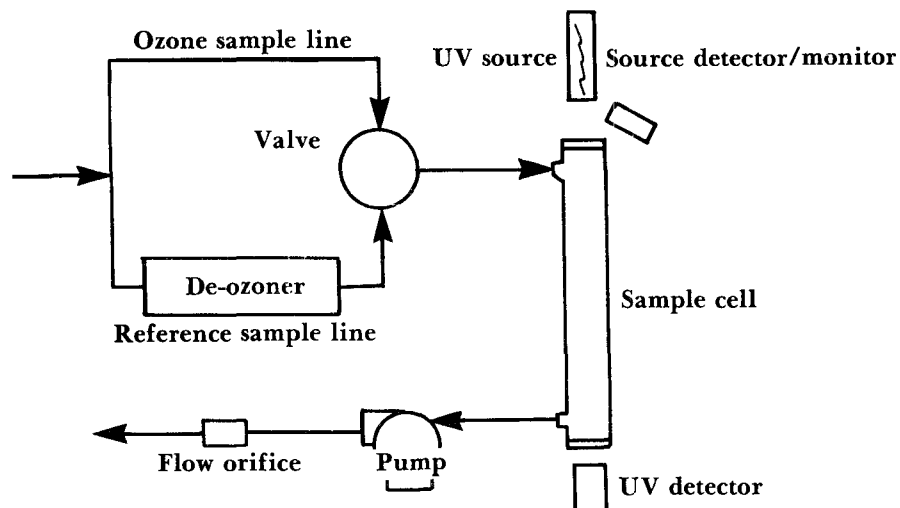 Ozone sample line
UV source
Source detector/monitor
Valve
De-ozoner
Reference sample line
Sample cell
Flow orifice
Pump
UV detector